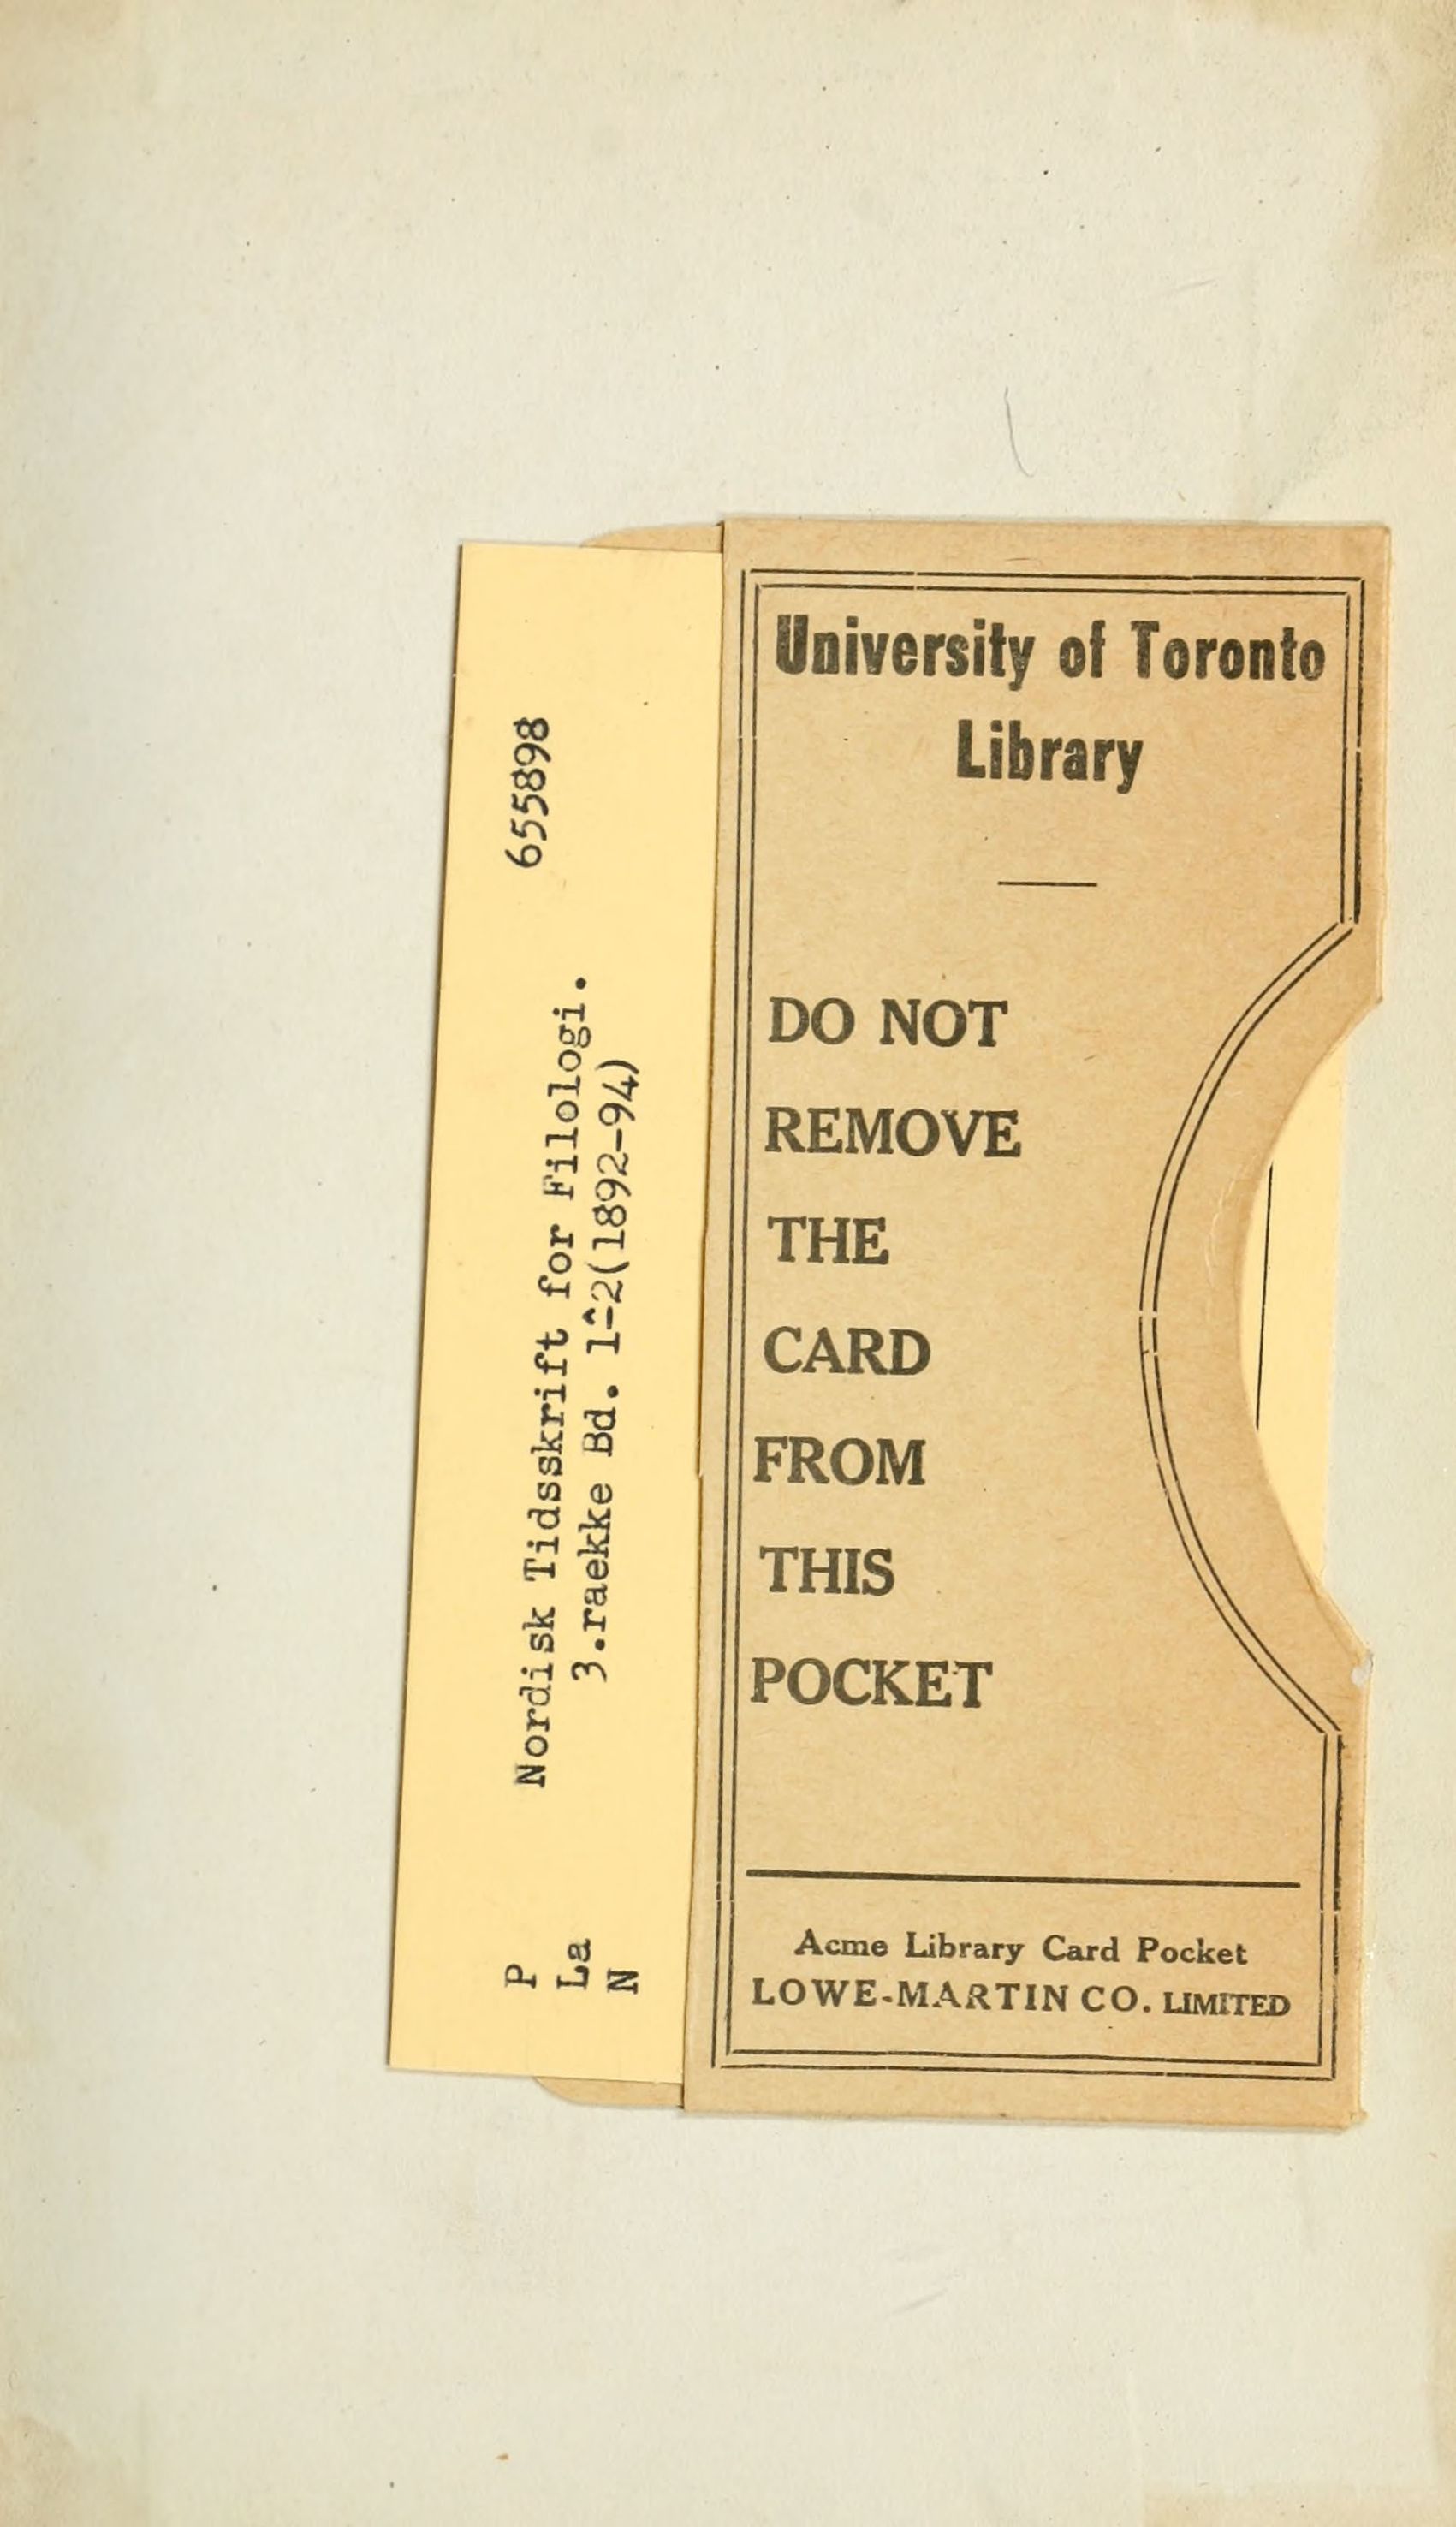 P
La
N
Nordisk Tidsskrift for Filologi.
3.raekke Bd. 1-2(1892-94)
655898
University of Toronto
Library
DO NOT
REMOVE
THE
CARD
FROM
THIS
POCKET
Acme Library Card Pocket
LOWE-MARTIN CO. LIMITED